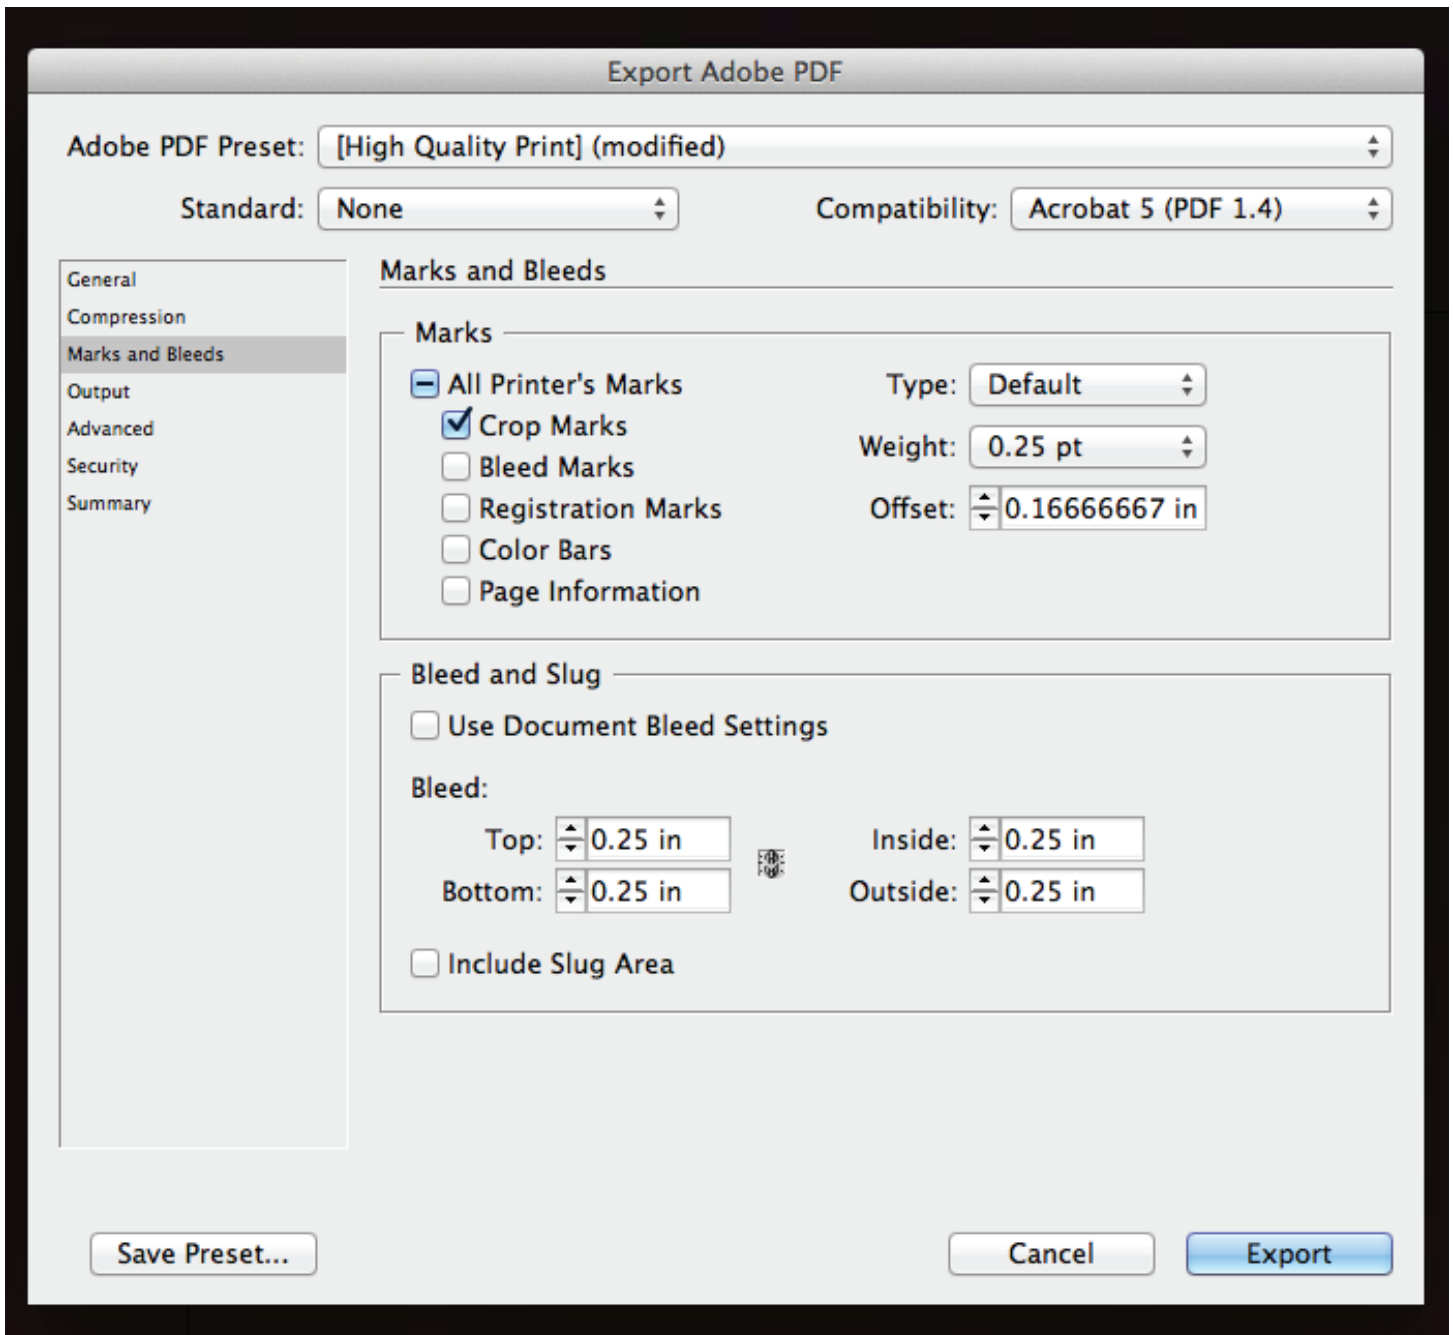 Export Adobe PDF
Adobe PDF Preset: [High Quality Print] (modified)
Standard: None Compatibility: Acrobat 5 (PDF 1.4)
General
Compression
Marks and Bleeds
Output
Advanced
Security
Summary
Marks and Bleeds
Marks
All Printer's Marks Type: Default
Crop Marks
Bleed Marks Weight: 0.25 pt
Registration Marks Offset: 0.16666667 in
Color Bars
Page Information
Bleed and Slug
Use Document Bleed Settings
Bleed:
Top: 0.25 in Inside: 0.25 in
Bottom: 0.25 in Outside: 0.25 in
Include Slug Area
Save Preset... Cancel Export